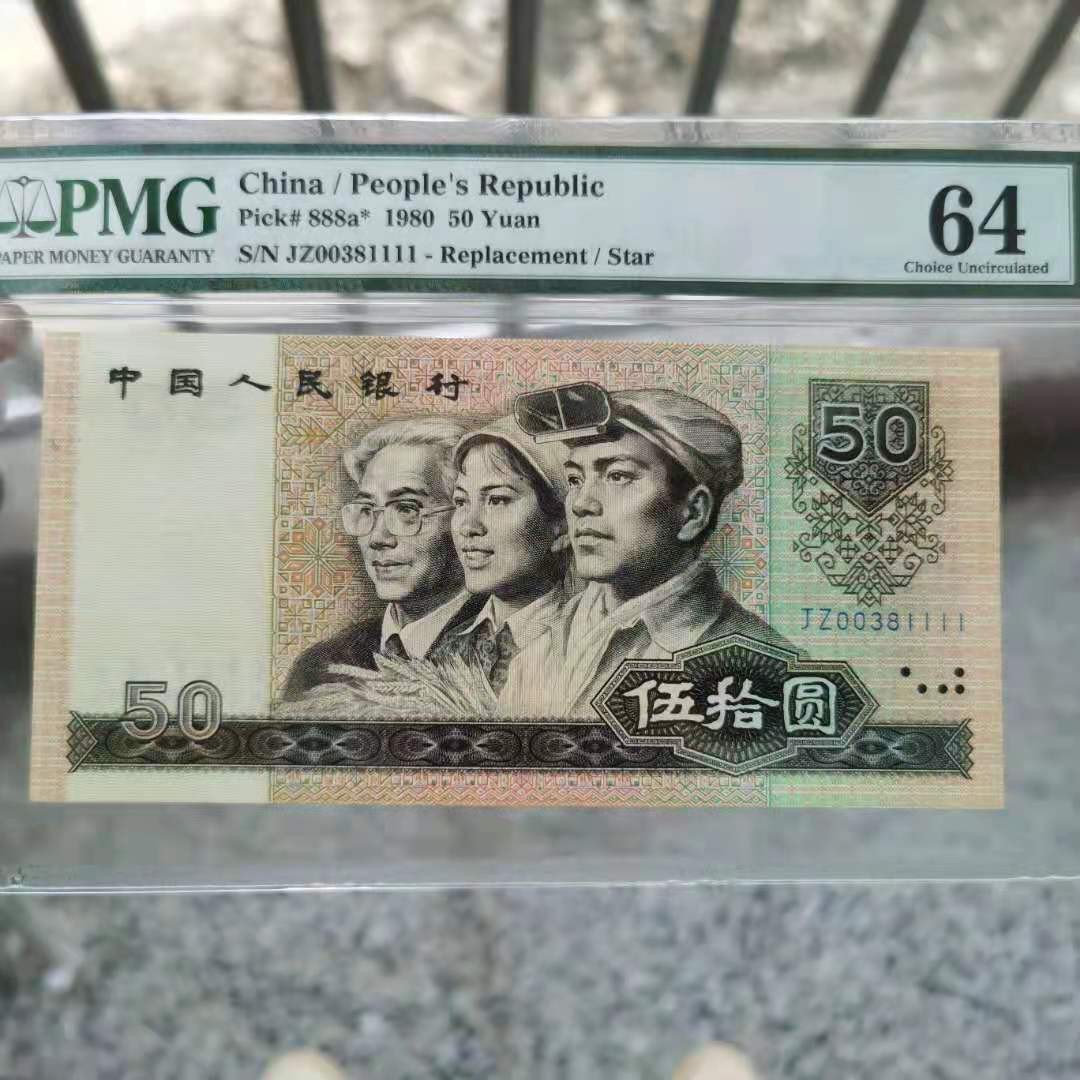 PMG
PAPER MONEY GUARANTY
China / People's Republic
Pick# 888a* 1980 50 Yuan
S/N JZ00381111 - Replacement / Star
64
Choice Uncirculated
中国人民银行
50
JZ00381111
50
伍拾圆